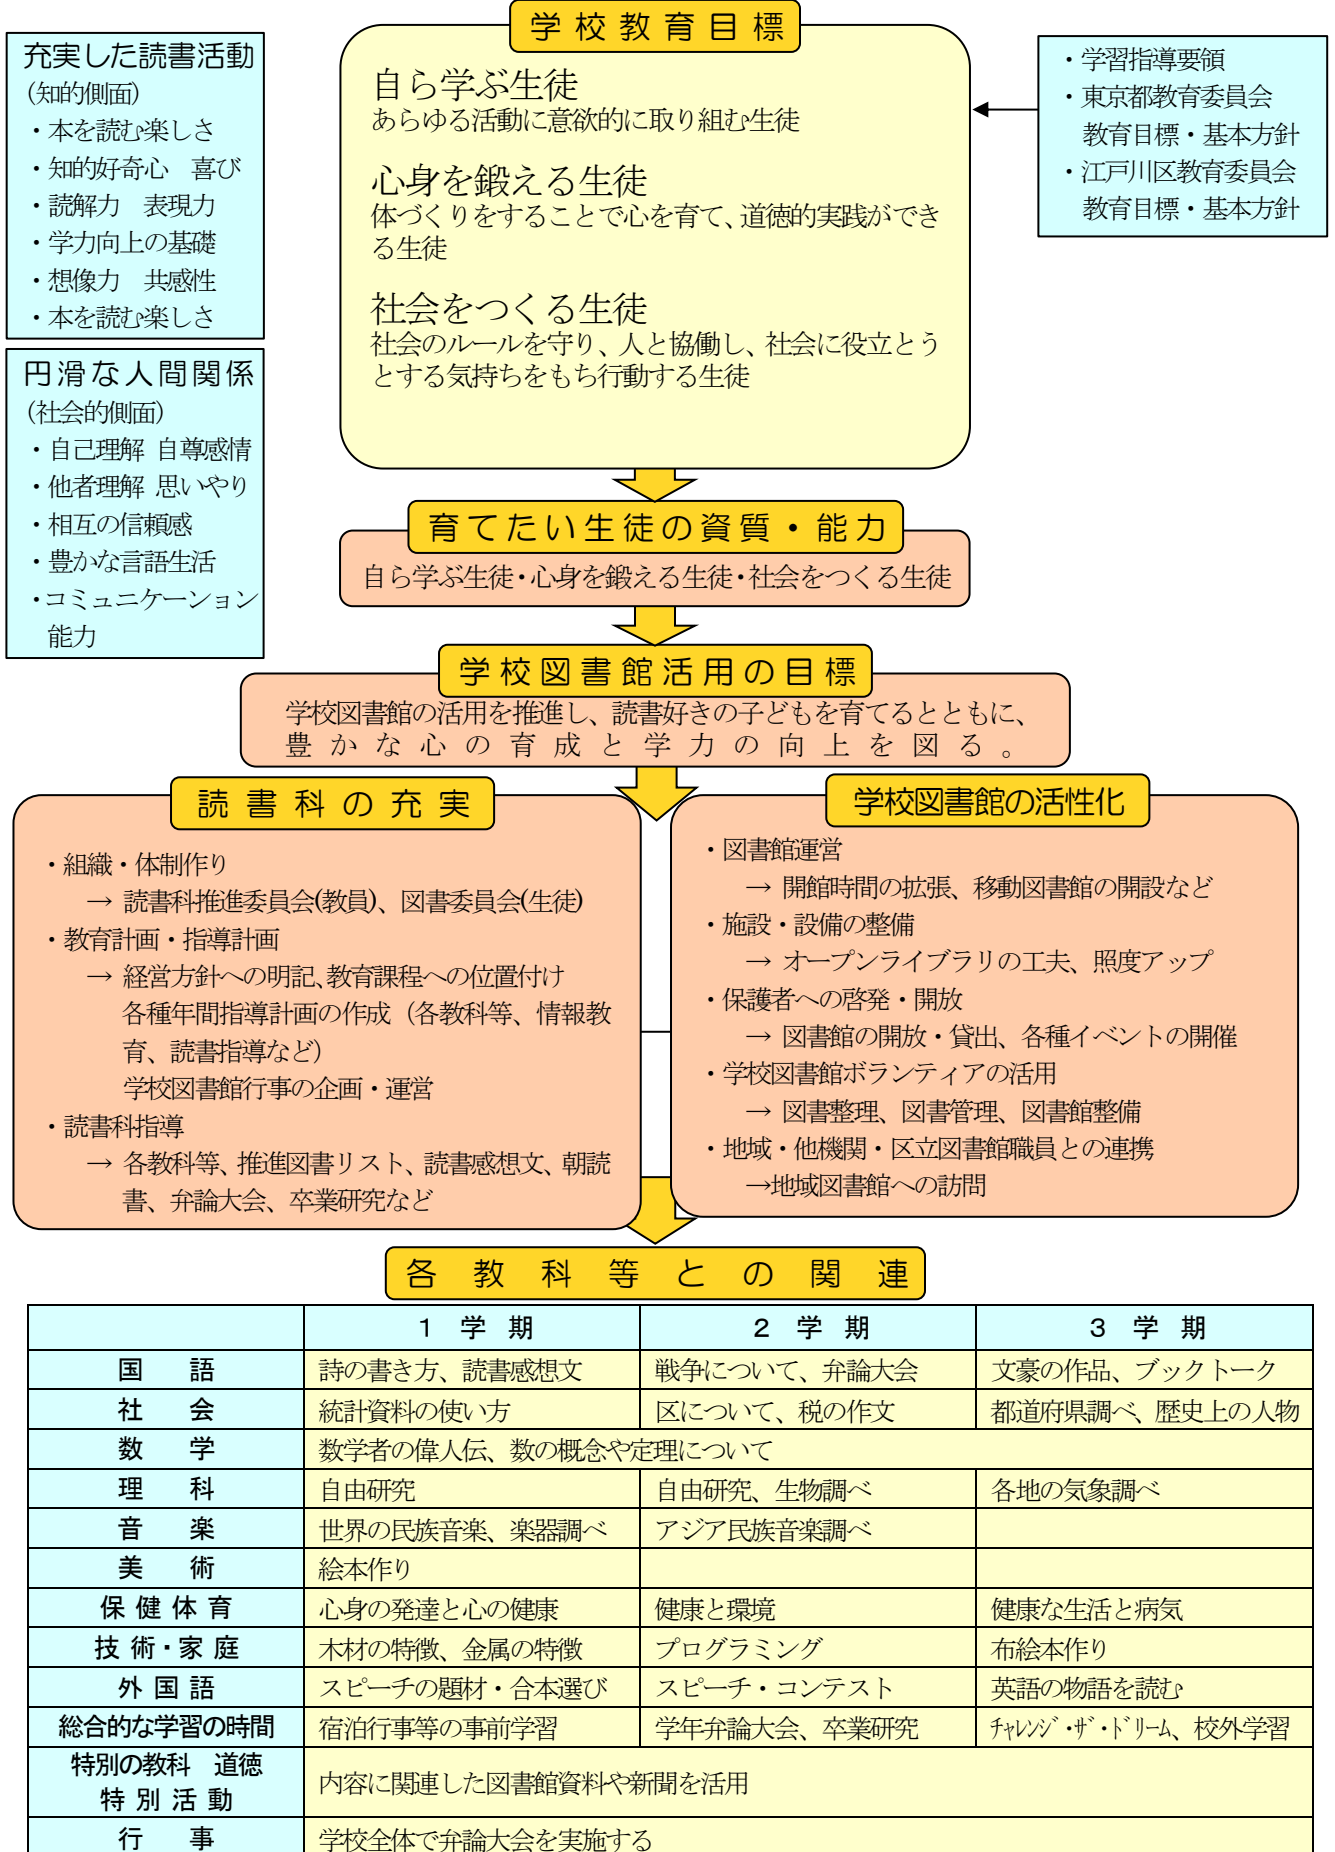 学校教育目標
自ら学ぶ生徒
あらゆる活動に意欲的に取り組む生徒
心身を鍛える生徒
体づくりをすることで心を育て、道徳的実践ができ
る生徒
社会をつくる生徒
社会のルールを守り、人と協働し、社会に役立とう
とする気持ちをもち行動する生徒
充実した読書活動
(知的側面)
・本を読む楽しさ
・知的好奇心　喜び
・読解力　表現力
・学力向上の基礎
・想像力　共感性
・本を読む楽しさ
円滑な人間関係
(社会的側面)
・自己理解 自尊感情
・他者理解 思いやり
・相互の信頼感
・豊かな言語生活
・コミュニケーション
能力
・学習指導要領
・東京都教育委員会
教育目標・基本方針
・江戸川区教育委員会
教育目標・基本方針
育てたい生徒の資質・能力
自ら学ぶ生徒・心身を鍛える生徒・社会をつくる生徒
学校図書館活用の目標
学校図書館の活用を推進し、読書好きの子どもを育てるとともに、
豊かな心の育成と学力の向上を図る。
読書科の充実
・組織・体制作り
→ 読書科推進委員会(教員)、図書委員会(生徒)
・教育計画・指導計画
→ 経営方針への明記、教育課程への位置付け
各種年間指導計画の作成（各教科等、情報教
育、読書指導など）
学校図書館行事の企画・運営
・読書科指導
→ 各教科等、推進図書リスト、読書感想文、朝読
書、弁論大会、卒業研究など
学校図書館の活性化
・図書館運営
→ 開館時間の拡張、移動図書館の開設など
・施設・設備の整備
→ オープンライブラリの工夫、照度アップ
・保護者への啓発・開放
→ 図書館の開放・貸出、各種イベントの開催
・学校図書館ボランティアの活用
→ 図書整理、図書管理、図書館整備
・地域・他機関・区立図書館職員との連携
→地域図書館への訪問
各教科等との関連
１学期　２学期　３学期
国語　詩の書き方、読書感想文　戦争について、弁論大会　文豪の作品、ブックトーク
社会　統計資料の使い方　区について、税の作文　都道府県調べ、歴史上の人物
数学　数学者の偉人伝、数の概念や定理について
理科　自由研究　自由研究、生物調べ　各地の気象調べ
音楽　世界の民族音楽、楽器調べ　アジア民族音楽調べ
美術　絵本作り
保健体育　心身の発達と心の健康　健康と環境　健康な生活と病気
技術・家庭　木材の特徴、金属の特徴　プログラミング　布絵本作り
外国語　スピーチの題材・合本選び　スピーチ・コンテスト　英語の物語を読む
総合的な学習の時間　宿泊行事等の事前学習　学年弁論大会、卒業研究　ﾁｬﾚﾝｼﾞ・ｻﾞ・ﾄﾞﾘｰﾑ、校外学習
特別の教科　道徳
特別活動　内容に関連した図書館資料や新聞を活用
行事　学校全体で弁論大会を実施する